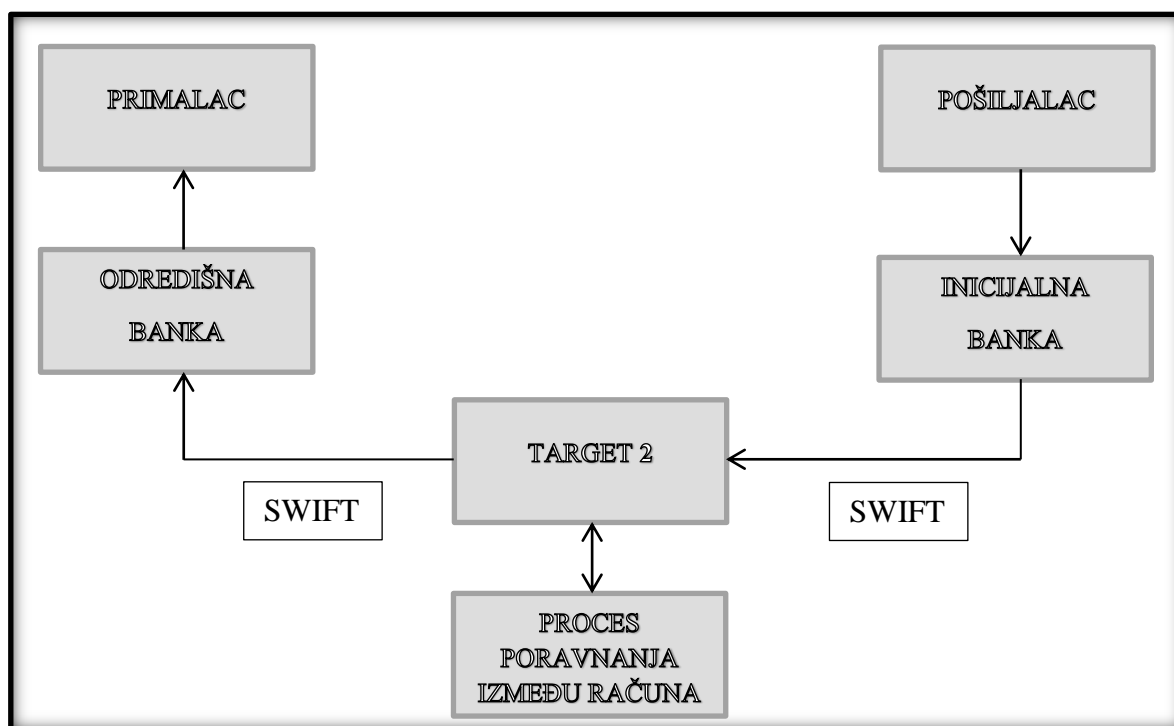 PRIMALAC
POŠILJALAC
ODREDIŠNA
BANKA
INICIJALNA
BANKA
TARGET 2
SWIFT
SWIFT
PROCES
PORAVNANJA
IZMEĐU RAČUNA